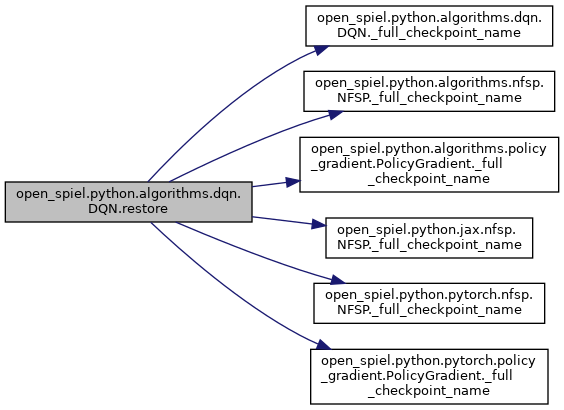 open_spiel.python.algorithms.dqn.
DQN._full_checkpoint_name
open_spiel.python.algorithms.nfsp.
NFSP._full_checkpoint_name
open_spiel.python.algorithms.policy
_gradient.PolicyGradient._full
_checkpoint_name
open_spiel.python.algorithms.dqn.
DQN.restore
open_spiel.python.jax.nfsp.
NFSP._full_checkpoint_name
open_spiel.python.pytorch.nfsp.
NFSP._full_checkpoint_name
open_spiel.python.pytorch.policy
_gradient.PolicyGradient._full
_checkpoint_name